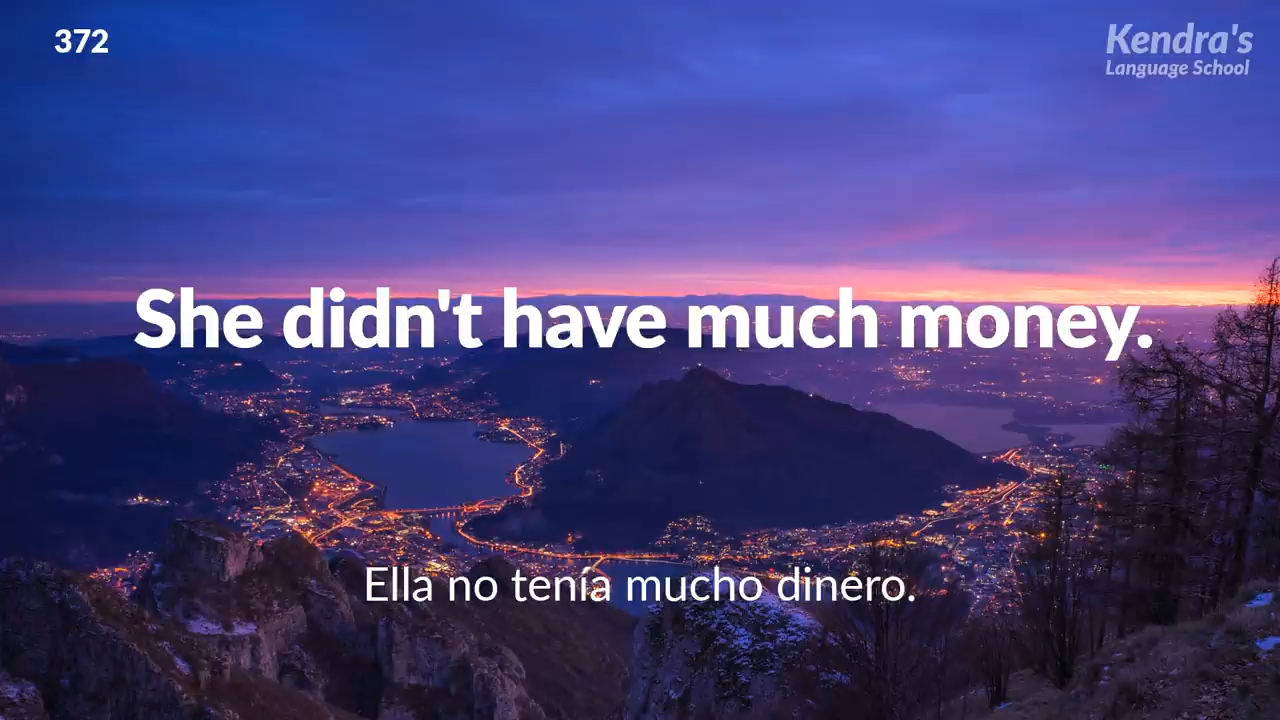 372
Kendra's
Language School
She didn't have much money.
Ella no tenía mucho dinero.